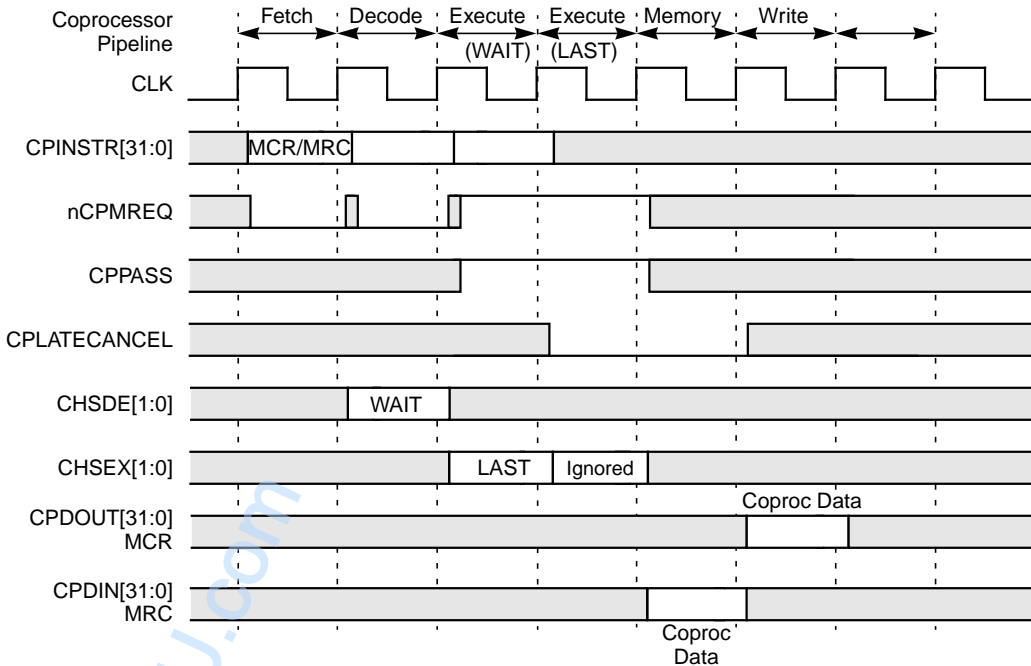 Coprocessor
Pipeline
Fetch
Decode
Execute
(WAIT)
Execute
(LAST)
Memory
Write
CLK
CPINSTR[31:0]
MCR/MRC
nCPMREQ
CPPASS
CPLATECANCEL
CHSDE[1:0]
WAIT
CHSEX[1:0]
LAST
Ignored
Coproc Data
CPDOUT[31:0]
MCR
CPDIN[31:0]
MRC
Coproc
Data
J.com